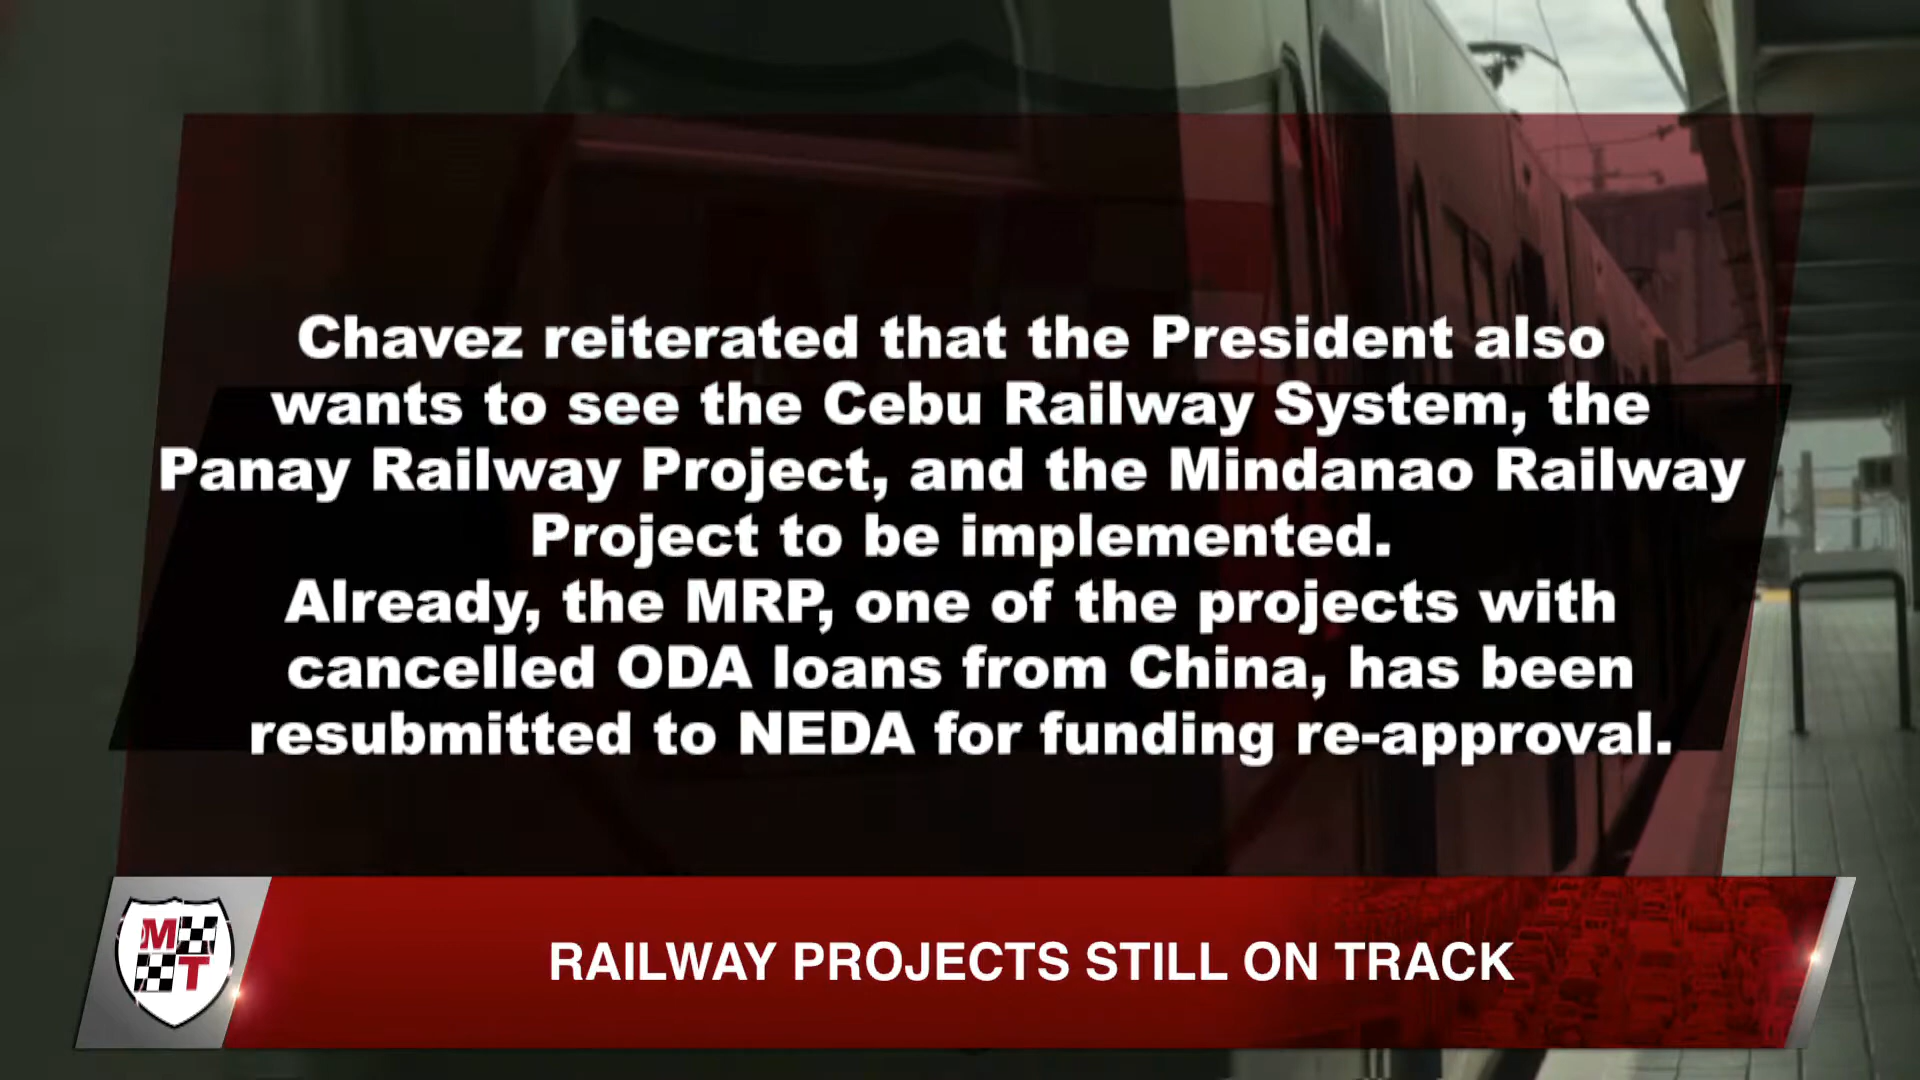 Chavez reiterated that the President also
wants to see the Cebu Railway System, the
Panay Railway Project, and the Mindanao Railway
Project to be implemented.
Already, the MRP, one of the projects with
cancelled ODA loans from China, has been
resubmitted to NEDA for funding re-approval.
M
T
RAILWAY PROJECTS STILL ON TRACK